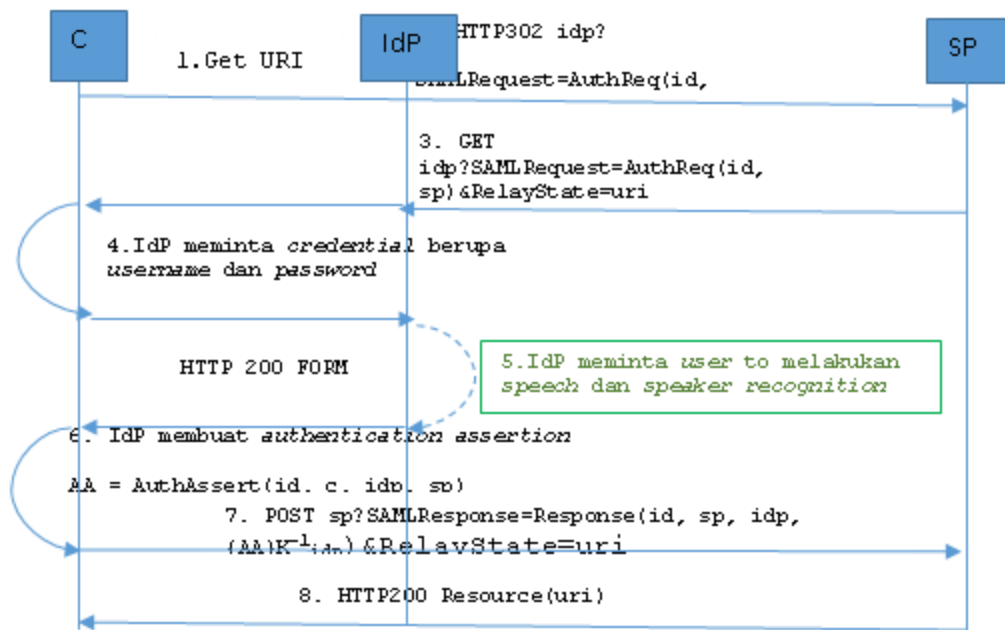 C
IdP
SP
HTTP302 idp?
1.Get URI
SAMLRequest=AuthReq(id,
3. GET
idp?SAMLRequest=AuthReq(id,
sp)&RelayState=uri
4.IdP meminta credential berupa
username dan password
HTTP 200 FORM
5.IdP meminta user to melakukan
speech dan speaker recognition
6. IdP membuat authentication assertion
AA = AuthAssert(id, c, idp, sp)
7. POST sp?SAMLResponse=Response(id, sp, idp,
(AA)K⁻¹idp)&RelayState=uri
8. HTTP200 Resource(uri)